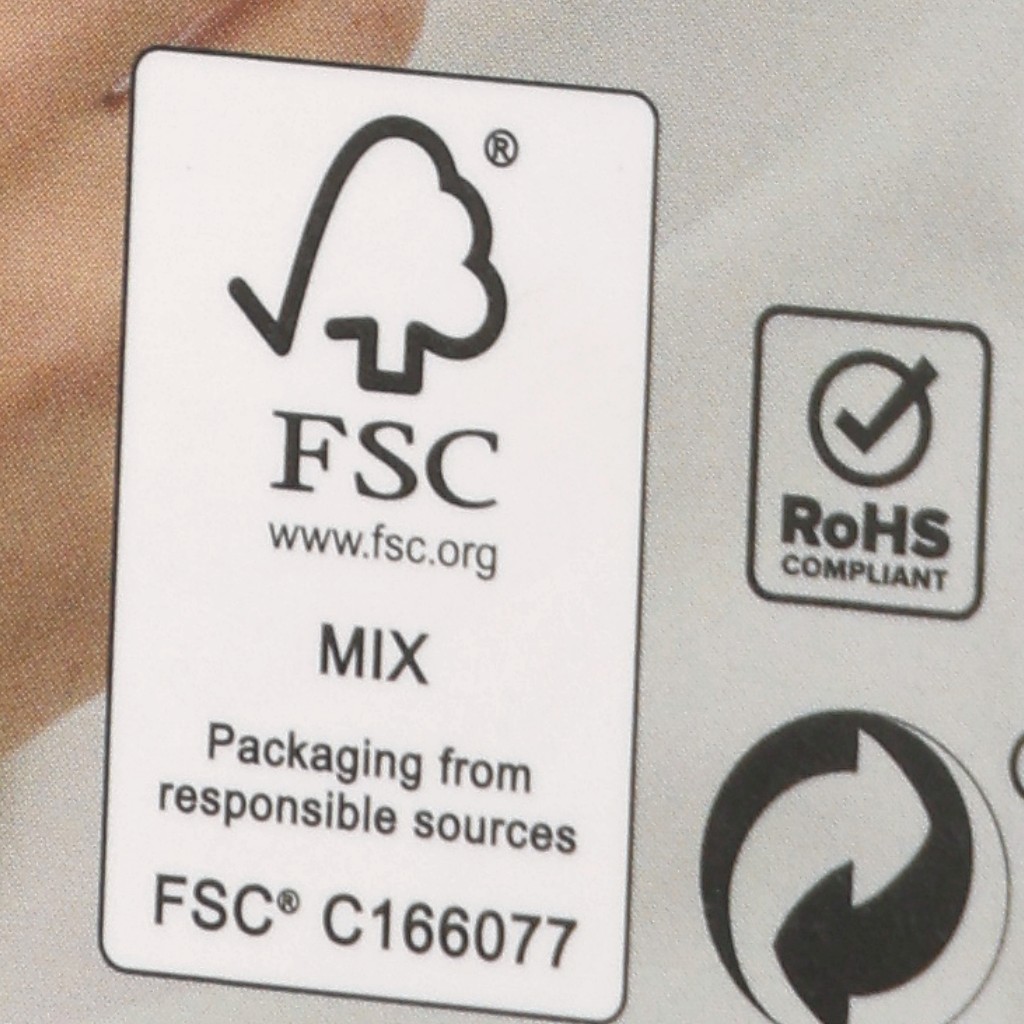 ®
FSC
www.fsc.org
MIX
Packaging from
responsible sources
FSC® C166077
RoHS
COMPLIANT